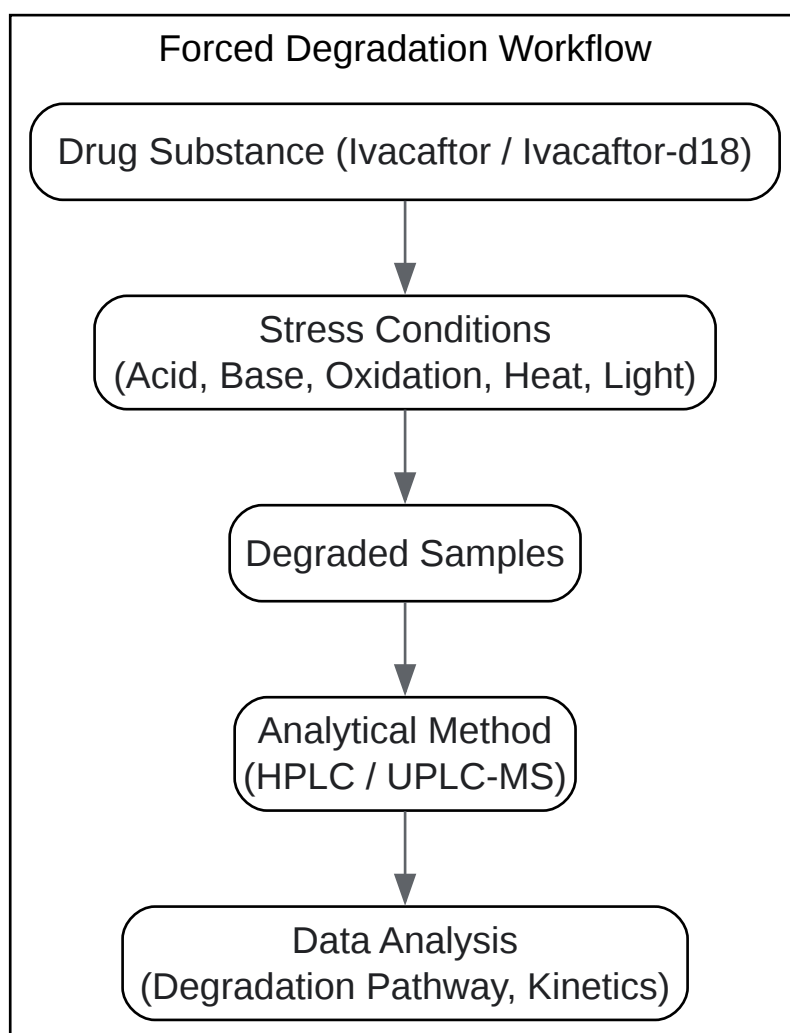 Forced Degradation Workflow
Drug Substance (Ivacaftor / Ivacaftor-d18)
Stress Conditions
(Acid, Base, Oxidation, Heat, Light)
Degraded Samples
Analytical Method
(HPLC / UPLC-MS)
Data Analysis
(Degradation Pathway, Kinetics)